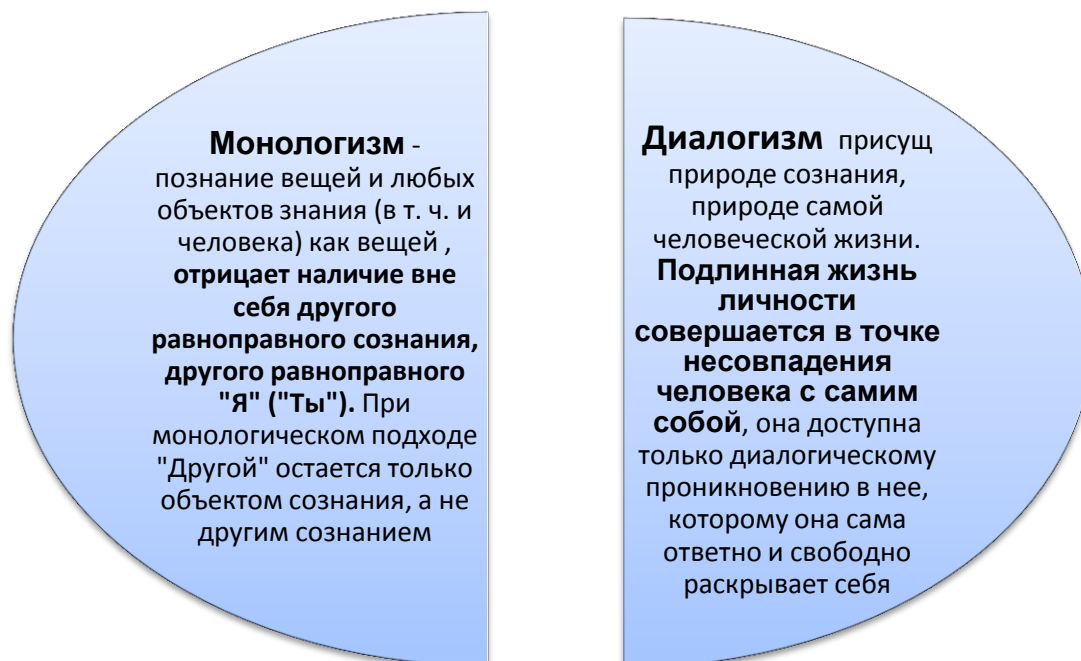 Монологизм -
познание вещей и любых
объектов знания (в т. ч. и
человека) как вещей ,
отрицает наличие вне
себя другого
равноправного сознания,
другого равноправного
"Я" ("Ты"). При
монологическом подходе
"Другой" остается только
объектом сознания, а не
другим сознанием
Диалогизм присущ
природе сознания,
природе самой
человеческой жизни.
Подлинная жизнь
личности
совершается в точке
несовпадения
человека с самим
собой, она доступна
только диалогическому
проникновению в нее,
которому она сама
ответно и свободно
раскрывает себя